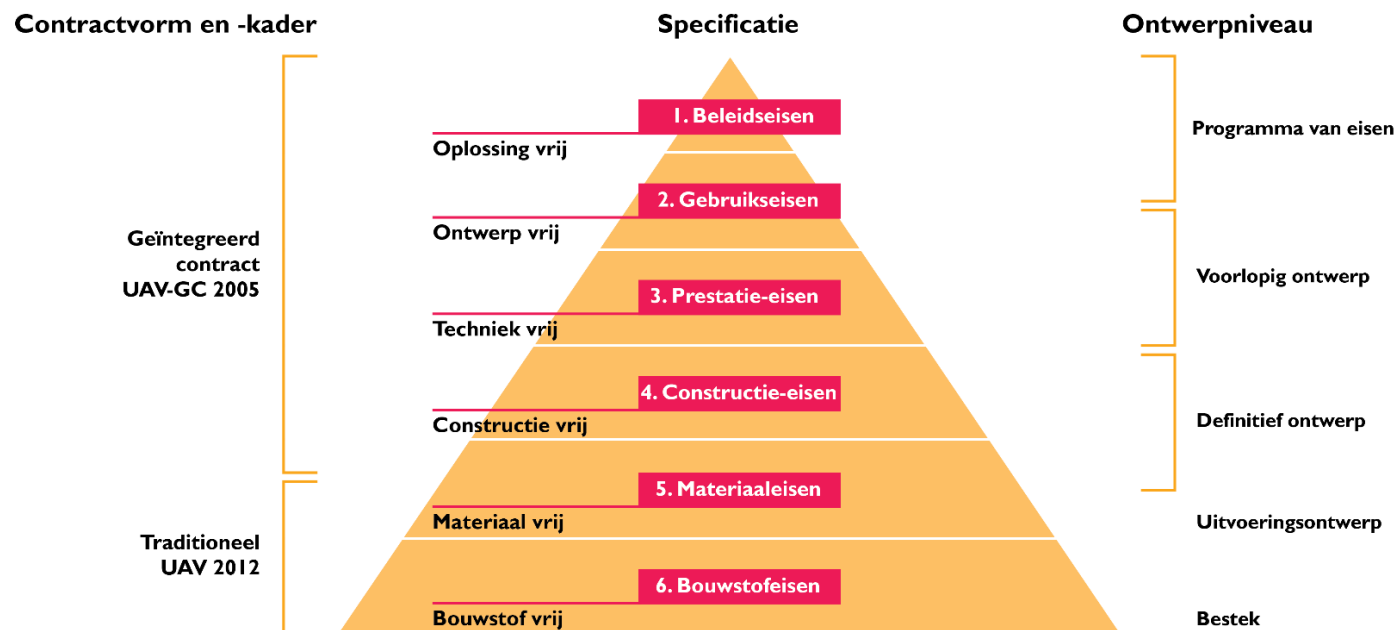 Contractvorm en -kader
Specificatie
Ontwerpniveau
1. Beleidseisen
Oplossing vrij
Programma van eisen
2. Gebruikseisen
Ontwerp vrij
Geïntegreerd
contract
UAV-GC 2005
Voorlopig ontwerp
3. Prestatie-eisen
Techniek vrij
4. Constructie-eisen
Constructie vrij
Definitief ontwerp
5. Materiaaleisen
Materiaal vrij
Uitvoeringsontwerp
Traditioneel
UAV 2012
6. Bouwstofeisen
Bouwstof vrij
Bestek